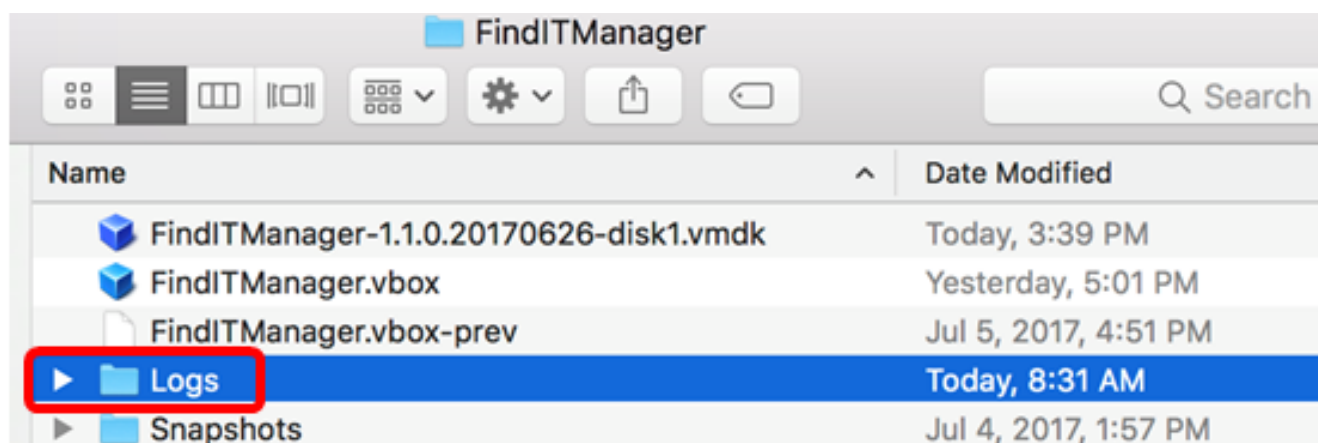 FindITManager
Search
Name Date Modified
FindITManager-1.1.0.20170626-disk1.vmdk Today, 3:39 PM
FindITManager.vbox Yesterday, 5:01 PM
FindITManager.vbox-prev Jul 5, 2017, 4:51 PM
Logs Today, 8:31 AM
Snapshots Jul 4, 2017, 1:57 PM